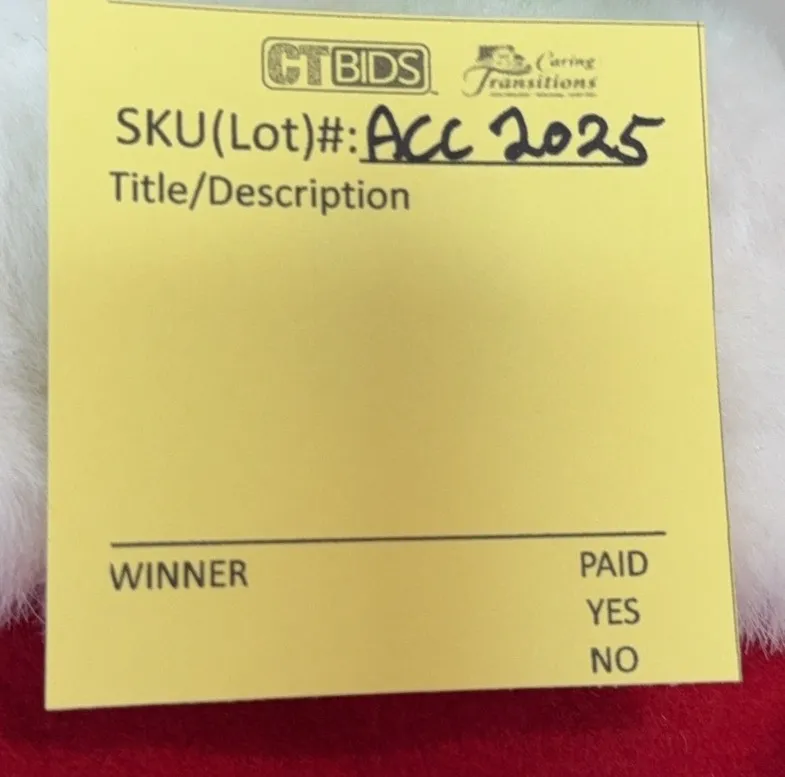 CTBIDS Caring Transitions
SKU(Lot)#: ACC 2025
Title/Description
WINNER PAID
YES
NO